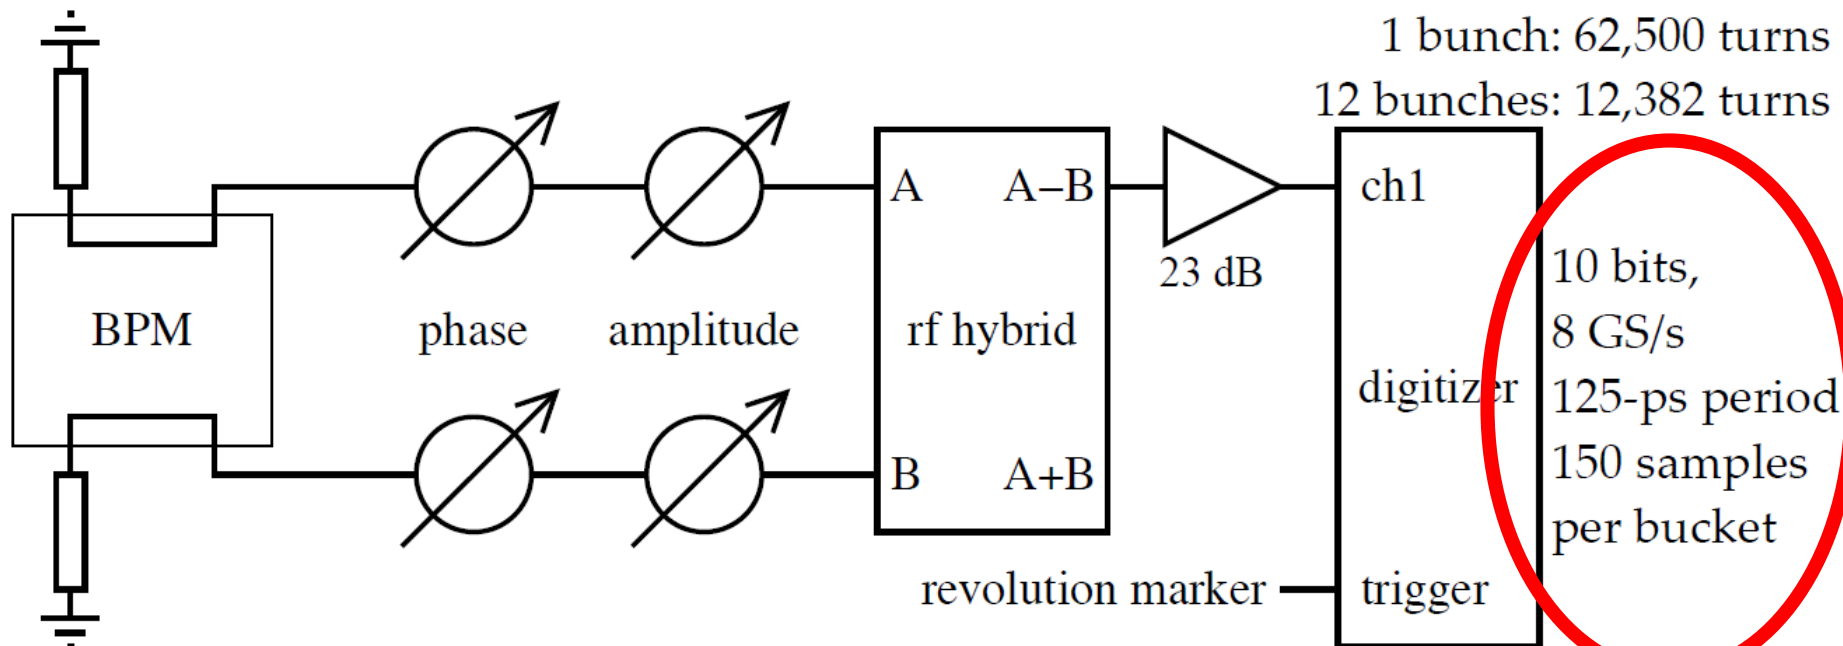 1 bunch: 62,500 turns
12 bunches: 12,382 turns
A
A−B
ch1
23 dB
10 bits,
BPM
phase
amplitude
rf hybrid
8 GS/s
digitizer
125-ps period
B
A+B
150 samples
per bucket
revolution marker
trigger